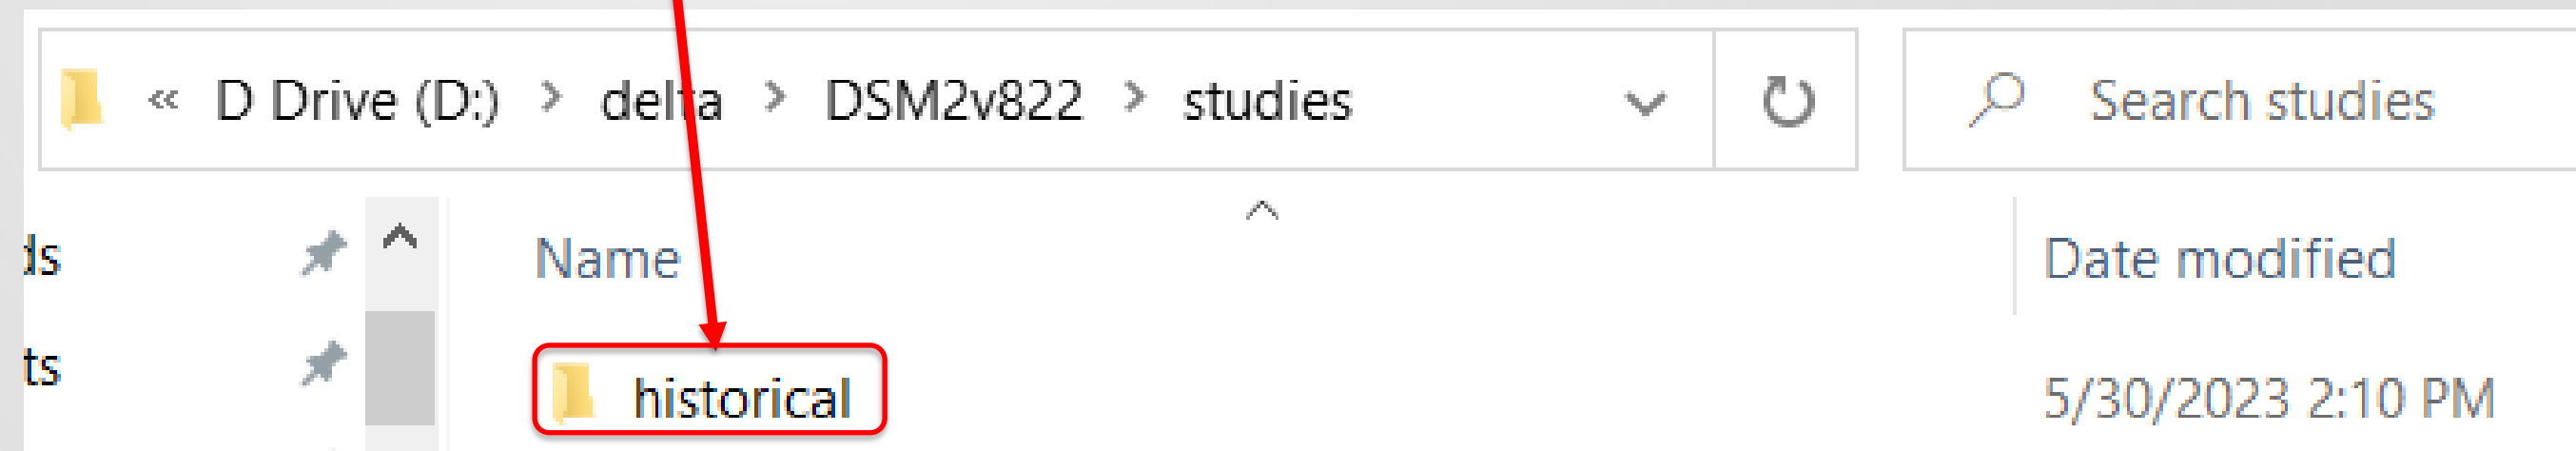 « D Drive (D:) > delta > DSM2v822 > studies
Search studies
ds
Name
Date modified
ts
historical
5/30/2023 2:10 PM